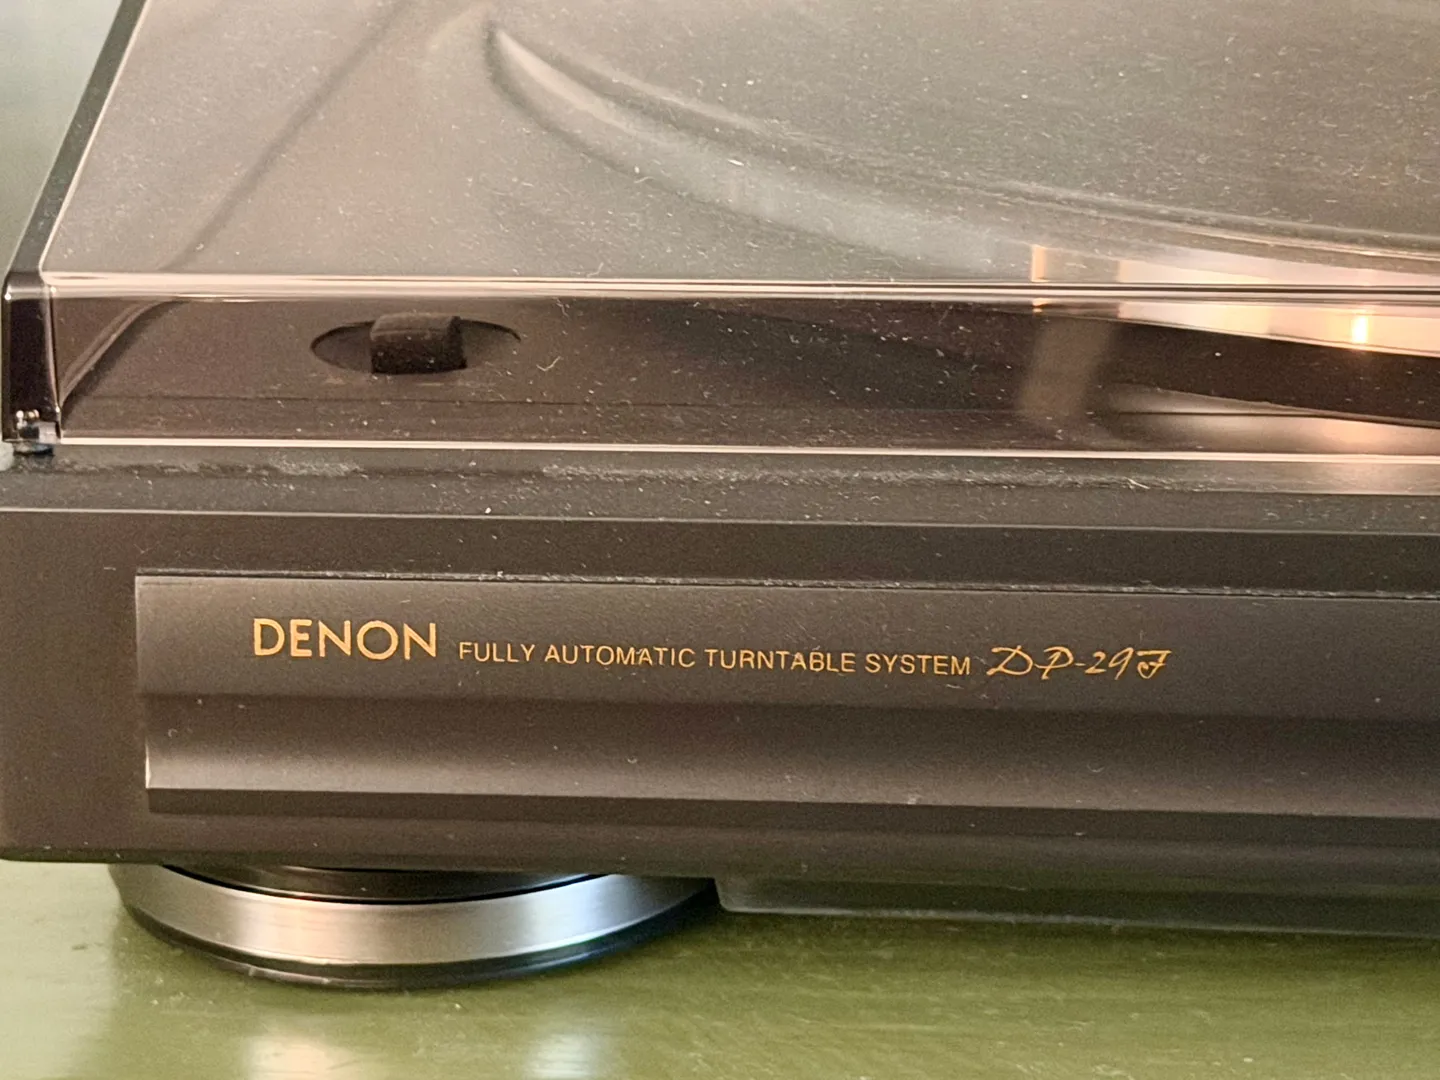 DENON FULLY AUTOMATIC TURNTABLE SYSTEM DP-29F